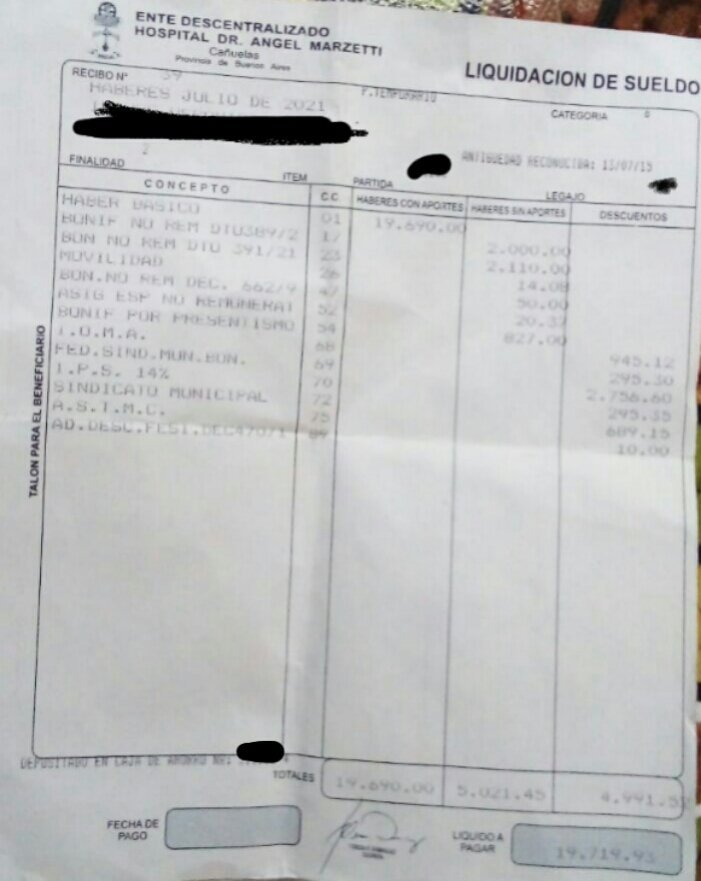 ENTE DESCENTRALIZADO
HOSPITAL DR. ANGEL MARZETTI
Cañuelas
Provincia de Buenos Aires
LIQUIDACION DE SUELDO
RECIBO Nº 59
P.TEMPORARIO
CATEGORIA
HABERES JULIO DE 2021
2
ANTIGUEDAD RECONOCIDA: 13/07/15
FINALIDAD ITEM PARTIDA LEGAJO
CONCEPTO C.C. HABERES CON APORTES HABERES SIN APORTES DESCUENTOS
HABER BASICO 01 19.690.00
BONIF NO REM DTO389/2 17 2.000.00
BON NO REM DTO 391/21 23 2.110.00
MOVILIDAD 26 14.08
BON.NO REM DEC. 662/9 47 50.00
ASIG ESP NO REMUNERAT 52 20.37
BONIF POR PRESENTISMO 54 827.00
I.O.M.A. 68 945.12
FED.SIND.MUN.BON. 69 295.30
I.P.S. 14% 70 2.756.60
SINDICATO MUNICIPAL 72 295.35
A.S.T.M.C. 75 689.15
AD.DESC.FEST.DEC470/1 89 10.00
TALON PARA EL BENEFICIARIO
DEPOSITADO EN CAJA DE AHORRO NRI
TOTALES 19.690.00 5.021.45 4.991.52
FECHA DE PAGO
LIQUIDO A PAGAR 19.719.93